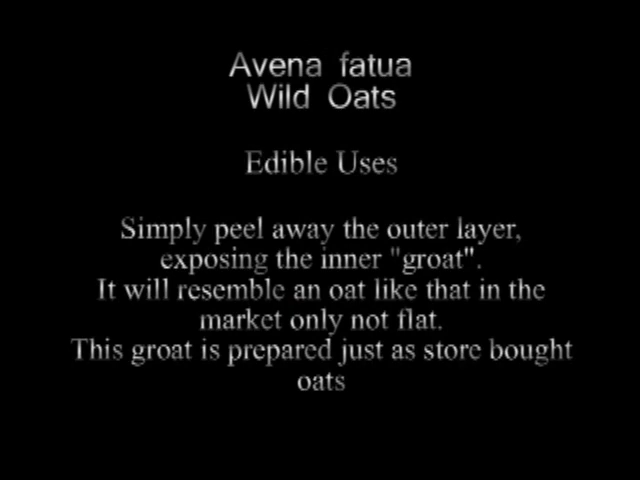 Avena fatua
Wild Oats
Edible Uses
Simply peel away the outer layer,
exposing the inner "groat".
It will resemble an oat like that in the
market only not flat.
This groat is prepared just as store bought
oats